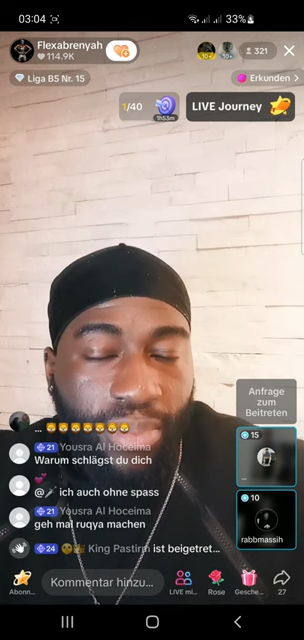 03:04
33%
Flexabrenyah
114.9K
321
Liga B5 Nr. 15
Erkunden >
1/40
1h53m
LIVE Journey
Anfrage
zum
Beitreten
15
...
...
21 Yousra Al Hoceima
Warum schlägst du dich
@ ich auch ohne spass
10
21 Yousra Al Hoceima
geh mal ruqya machen
rabbmassih
24 King Pastirm ist beigetret...
Abonn...
Kommentar hinzu...
LIVE mi...
Rose
Gesche...
27